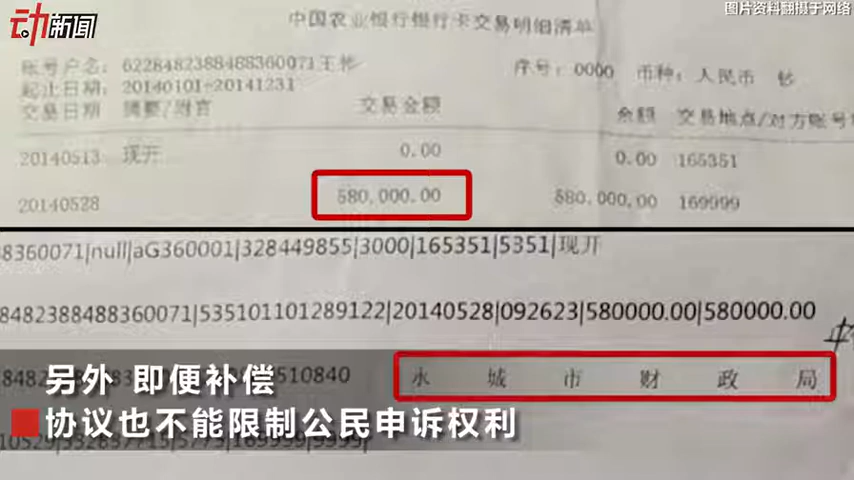 动新闻
图片资料翻摄于网络
中国农业银行银行卡交易明细清单
账号户名: 6228482388488360071王 序号: 0000 币种: 人民币 钞
起止日期: 20140101-20141231
交易日期 摘要/附言 交易金额 余额 交易地点/对方账号
20140513 现开 0.00 0.00 165351
20140528 580,000.00 580,000.00 169999
88360071|null|aG360001|328449855|3000|165351|5351|现开
8482388488360071|535101101289122|20140528|092623|580000.00|580000.00
848238848 510840 永城市财政局
另外 即便补偿
协议也不能限制公民申诉权利